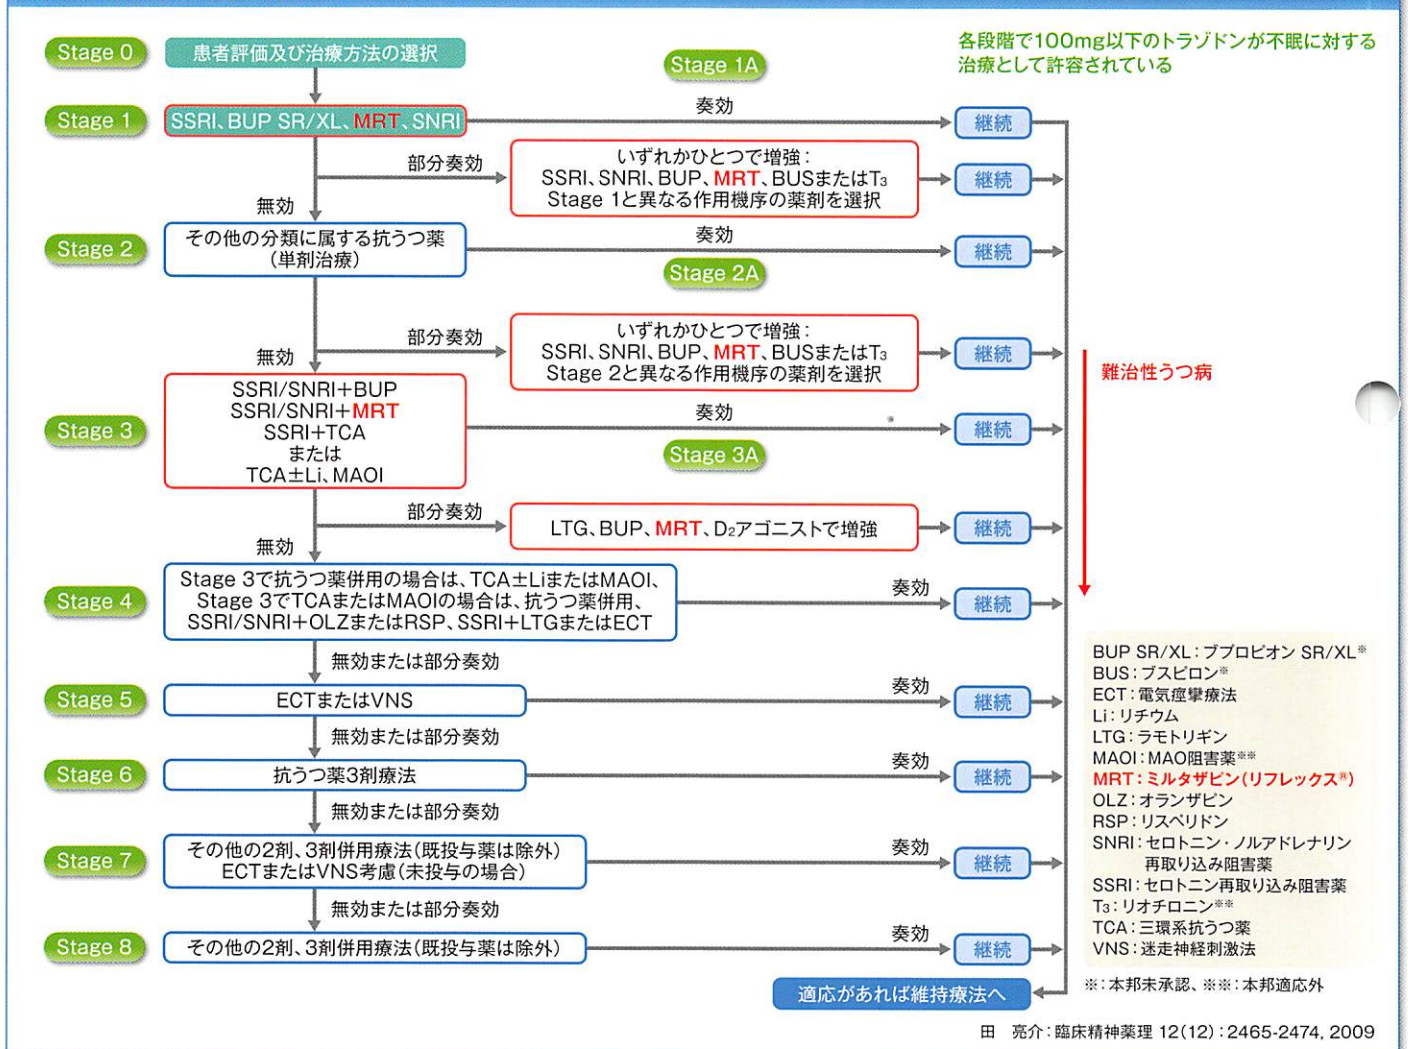 Stage 0
患者評価及び治療方法の選択
各段階で100mg以下のトラゾドンが不眠に対する
治療として許容されている
Stage 1A
Stage 1
SSRI、BUP SR/XL、MRT、SNRI
奏効
継続
部分奏効
いずれかひとつで増強：
SSRI、SNRI、BUP、MRT、BUSまたはT₃
Stage 1と異なる作用機序の薬剤を選択
継続
無効
Stage 2
その他の分類に属する抗うつ薬
（単剤治療）
奏効
継続
Stage 2A
部分奏効
いずれかひとつで増強：
SSRI、SNRI、BUP、MRT、BUSまたはT₃
Stage 2と異なる作用機序の薬剤を選択
継続
無効
難治性うつ病
Stage 3
SSRI/SNRI+BUP
SSRI/SNRI+MRT
SSRI+TCA
または
TCA±Li、MAOI
奏効
継続
Stage 3A
部分奏効
LTG、BUP、MRT、D₂アゴニストで増強
継続
無効
Stage 4
Stage 3で抗うつ薬併用の場合は、TCA±LiまたはMAOI、
Stage 3でTCAまたはMAOIの場合は、抗うつ薬併用、
SSRI/SNRI+OLZまたはRSP、SSRI+LTGまたはECT
奏効
継続
無効または部分奏効
Stage 5
ECTまたはVNS
奏効
継続
無効または部分奏効
Stage 6
抗うつ薬3剤療法
奏効
継続
無効または部分奏効
Stage 7
その他の2剤、3剤併用療法（既投与薬は除外）
ECTまたはVNS考慮（未投与の場合）
奏効
継続
無効または部分奏効
Stage 8
その他の2剤、3剤併用療法（既投与薬は除外）
奏効
継続
適応があれば維持療法へ
BUP SR/XL：ブプロピオン SR/XL※
BUS：ブスピロン※
ECT：電気痙攣療法
Li：リチウム
LTG：ラモトリギン
MAOI：MAO阻害薬※※
MRT：ミルタザピン（リフレックス®）
OLZ：オランザピン
RSP：リスペリドン
SNRI：セロトニン・ノルアドレナリン
再取り込み阻害薬
SSRI：セロトニン再取り込み阻害薬
T₃：リオチロニン※※
TCA：三環系抗うつ薬
VNS：迷走神経刺激法
※：本邦未承認、※※：本邦適応外
田 亮介：臨床精神薬理 12（12）：2465-2474, 2009